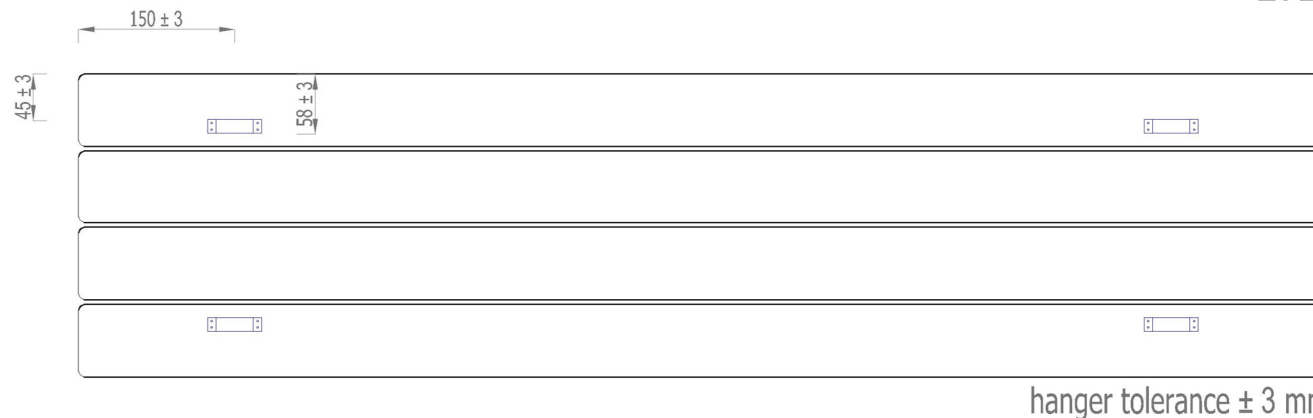 150 ± 3
45 ± 3
58 ± 3
hanger tolerance ± 3